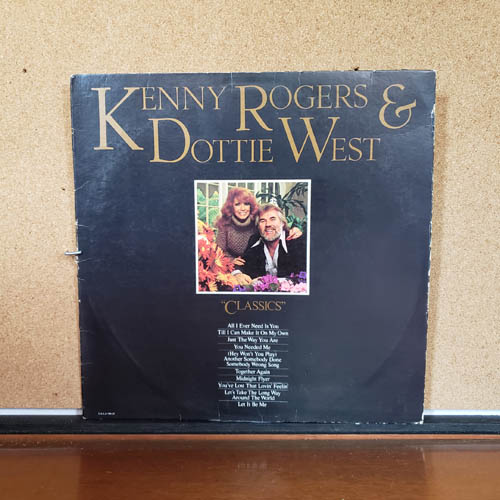 KENNY ROGERS &
DOTTIE WEST
"CLASSICS"
All I Ever Need Is You
Till I Can Make It On My Own
Just The Way You Are
You Needed Me
(Hey Won't You Play)
Another Somebody Done
Somebody Wrong Song
Together Again
Midnight Flyer
You've Lost That Lovin' Feelin'
Let's Take The Long Way
Around The World
Let It Be Me